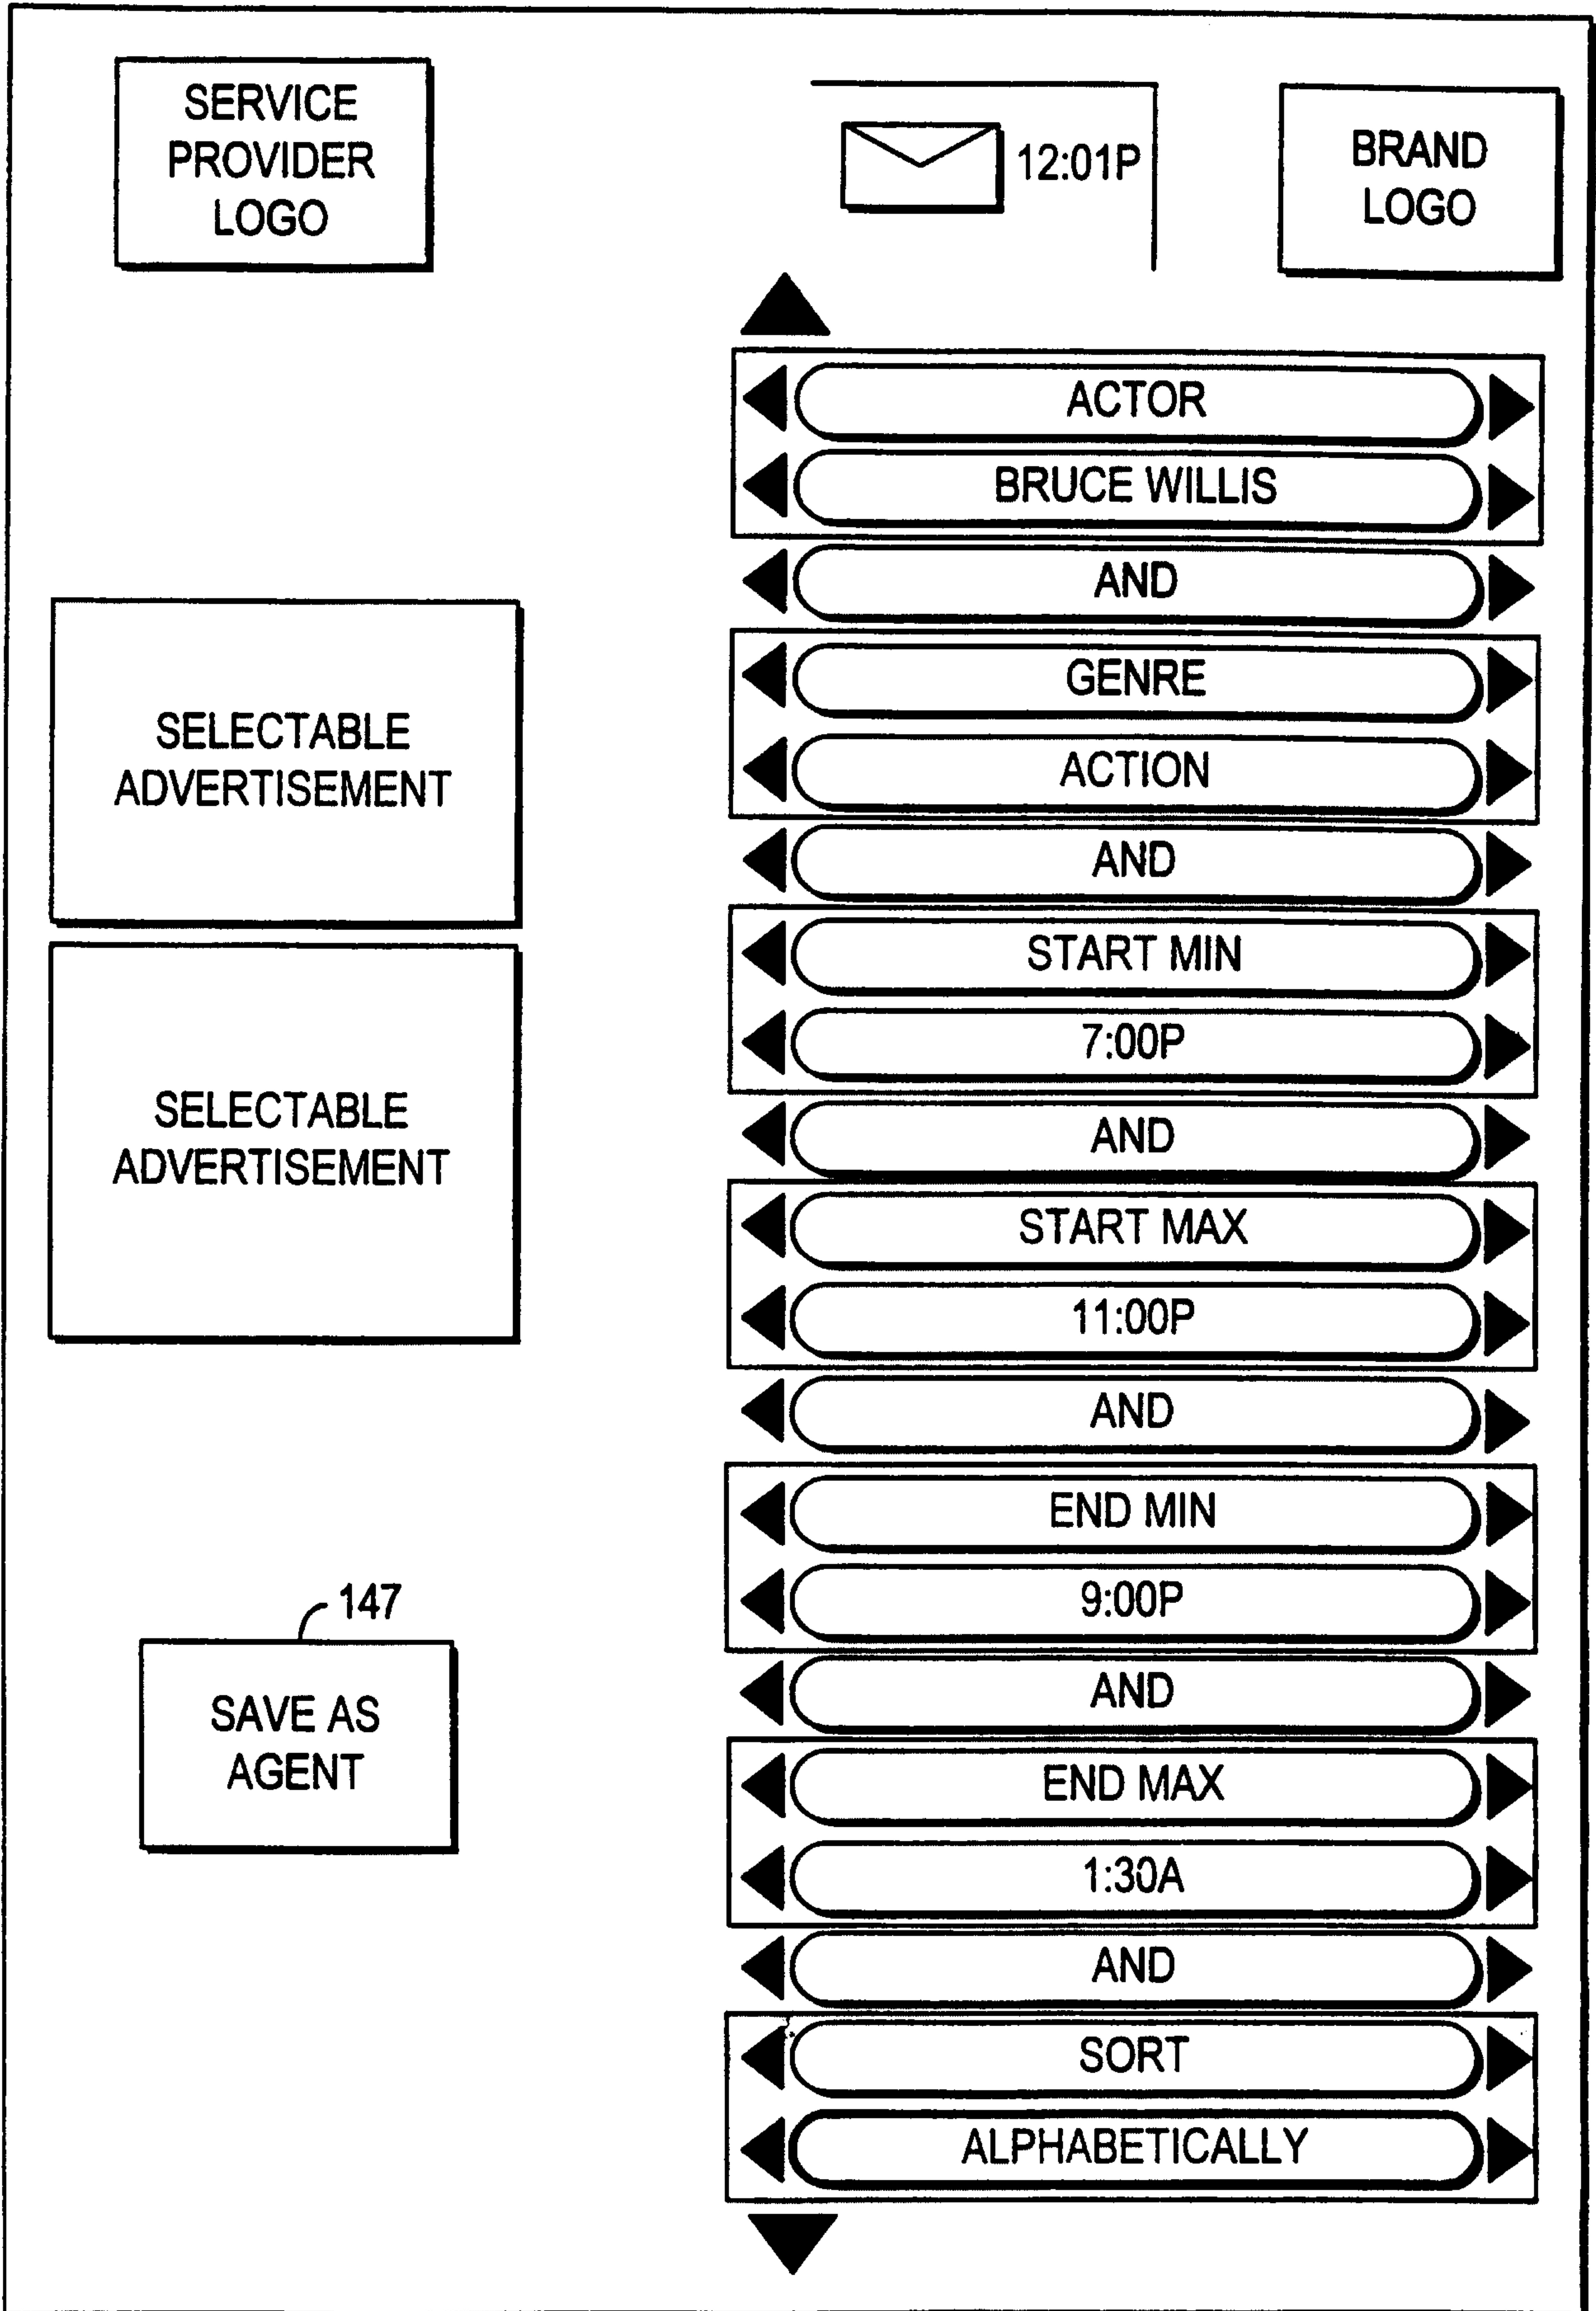 SERVICE
PROVIDER
LOGO
12:01P
BRAND
LOGO
ACTOR
BRUCE WILLIS
AND
GENRE
ACTION
AND
START MIN
7:00P
AND
START MAX
11:00P
AND
END MIN
9:00P
AND
END MAX
1:30A
AND
SORT
ALPHABETICALLY
SELECTABLE
ADVERTISEMENT
SELECTABLE
ADVERTISEMENT
147
SAVE AS
AGENT